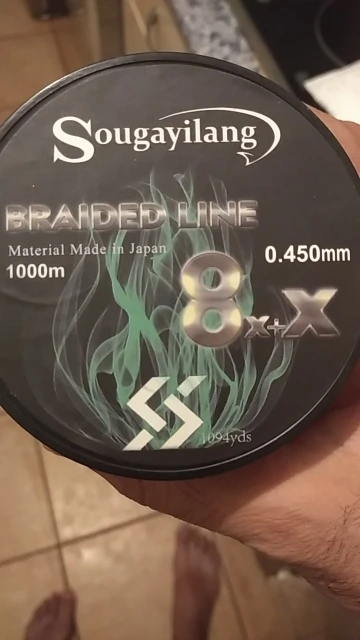 Sougayilang
BRAIDED LINE
Material Made in Japan
1000m
0.450mm
8X+X
1094yds